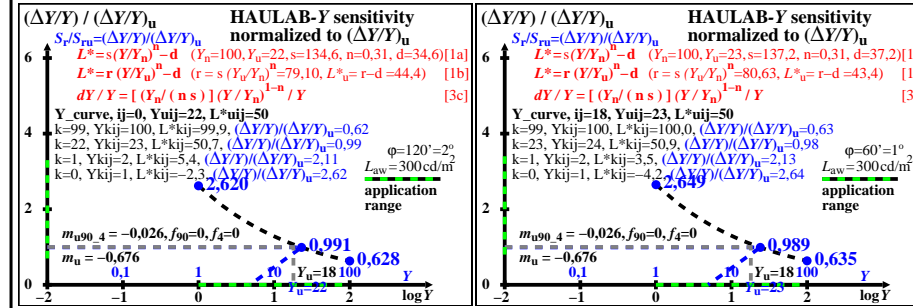 (ΔY/Y) / (ΔY/Y)u HAULAB-Y sensitivity
Sr/Sru=(ΔY/Y)/(ΔY/Y)u normalized to (ΔY/Y)u
6
L*=s(Y/Yn)^n−d (Yn=100, Yu=22, s=134,6, n=0,31, d=34,6)[1a]
L*=r (Y/Yu)^n−d (r = s (Yu/Yn)^n=79,10, L*u = r−d =44,4) [1b]
dY / Y = [ (Yn / ( n s ) ] (Y / Yn)^1−n / Y [3c]
Y_curve, ij=0, Yuij=22, L*uij=50
4
k=99, Ykij=100, L*kij=99,9, (ΔY/Y)/(ΔY/Y)u=0,62
k=22, Ykij=23, L*kij=50,7, (ΔY/Y)/(ΔY/Y)u=0,99
k=1, Ykij=2, L*kij=5,4, (ΔY/Y)/(ΔY/Y)u=2,11
k=0, Ykij=1, L*kij=−2,3, (ΔY/Y)/(ΔY/Y)u=2,62
φ=120'=2o
Law=300cd/m2
application
range
2,620
2
mu90_4 = −0,026, f90=0, f4=0
0,991
mu = −0,676
0,628
Yu=18
0,1 1 10 Yu=22 100 Y
0
−2 −1 0 1 2 log Y
(ΔY/Y) / (ΔY/Y)u HAULAB-Y sensitivity
Sr/Sru=(ΔY/Y)/(ΔY/Y)u normalized to (ΔY/Y)u
6
L*=s(Y/Yn)^n−d (Yn=100, Yu=23, s=137,2, n=0,31, d=37,2)[1
L*=r (Y/Yu)^n−d (r = s (Yu/Yn)^n=80,63, L*u = r−d =43,4) [1
dY / Y = [ (Yn / ( n s ) ] (Y / Yn)^1−n / Y [3
Y_curve, ij=18, Yuij=23, L*uij=50
4
k=99, Ykij=100, L*kij=100,0, (ΔY/Y)/(ΔY/Y)u=0,63
k=23, Ykij=24, L*kij=50,9, (ΔY/Y)/(ΔY/Y)u=0,98
k=1, Ykij=2, L*kij=3,5, (ΔY/Y)/(ΔY/Y)u=2,13
k=0, Ykij=1, L*kij=−4,2, (ΔY/Y)/(ΔY/Y)u=2,64
φ=60'=1o
Law=300cd/m2
application
range
2,649
2
mu90_4 = −0,026, f90=0, f4=0
0,989
mu = −0,676
0,635
Yu=18
0,1 1 10 Yu=23 100 Y
0
−2 −1 0 1 2 log Y